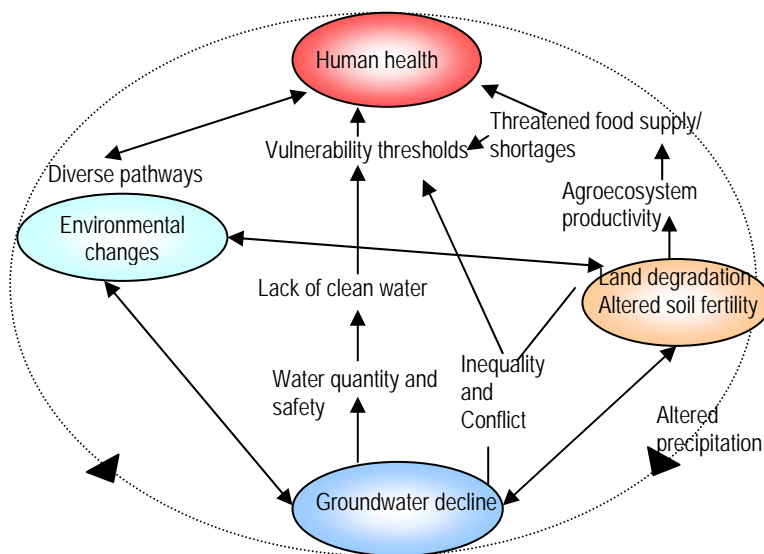 Human health
Threatened food supply/
shortages
Vulnerability thresholds
Diverse pathways
Agroecosystem
productivity
Environmental
changes
Land degradation
Altered soil fertility
Lack of clean water
Inequality
and
Conflict
Water quantity and
safety
Altered
precipitation
Groundwater decline